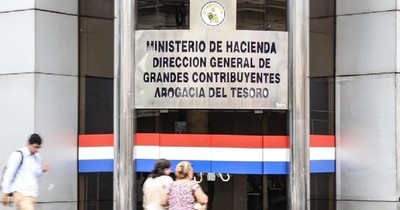 MINISTERIO DE HACIENDA
DIRECCION GENERAL DE
GRANDES CONTRIBUYENTES
ABOGACIA DEL TESORO